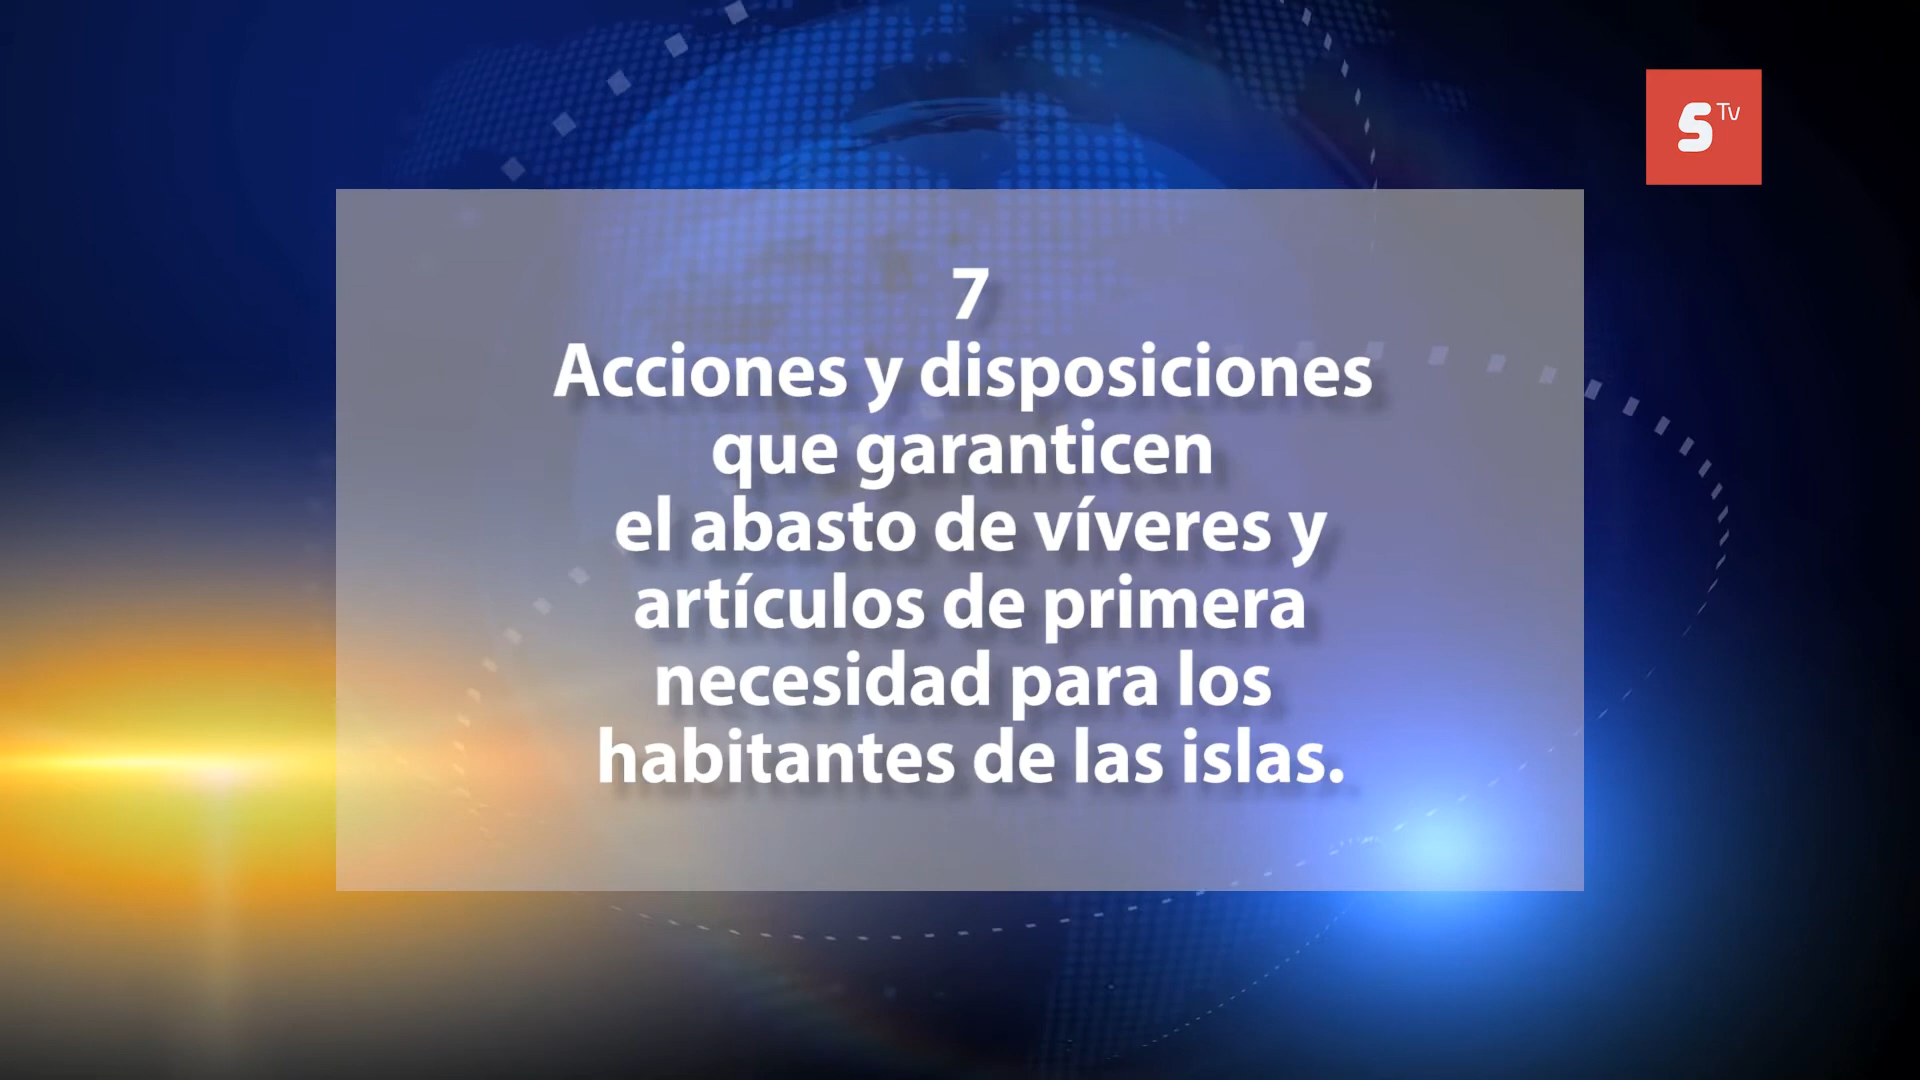 S Tv
7
Acciones y disposiciones
que garanticen
el abasto de víveres y
artículos de primera
necesidad para los
habitantes de las islas.